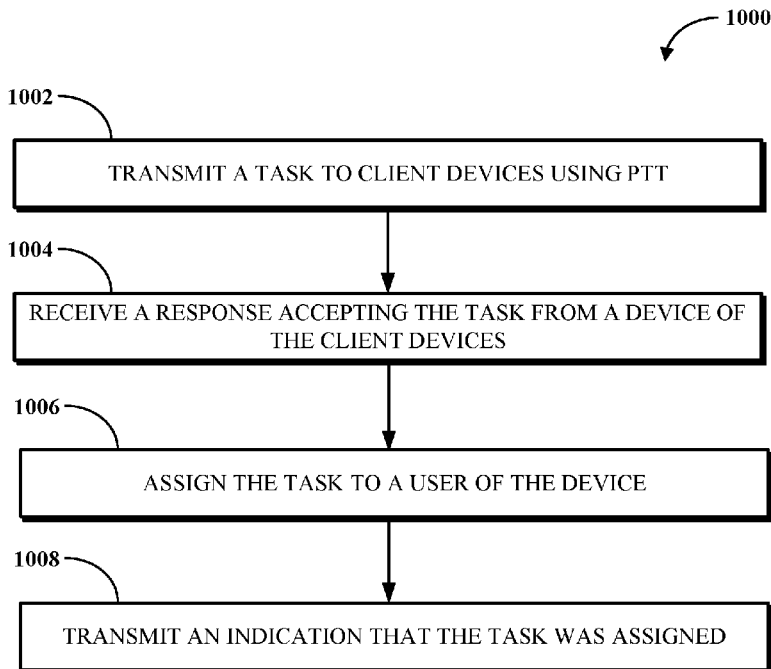 1000
1002
TRANSMIT A TASK TO CLIENT DEVICES USING PTT
1004
RECEIVE A RESPONSE ACCEPTING THE TASK FROM A DEVICE OF
THE CLIENT DEVICES
1006
ASSIGN THE TASK TO A USER OF THE DEVICE
1008
TRANSMIT AN INDICATION THAT THE TASK WAS ASSIGNED